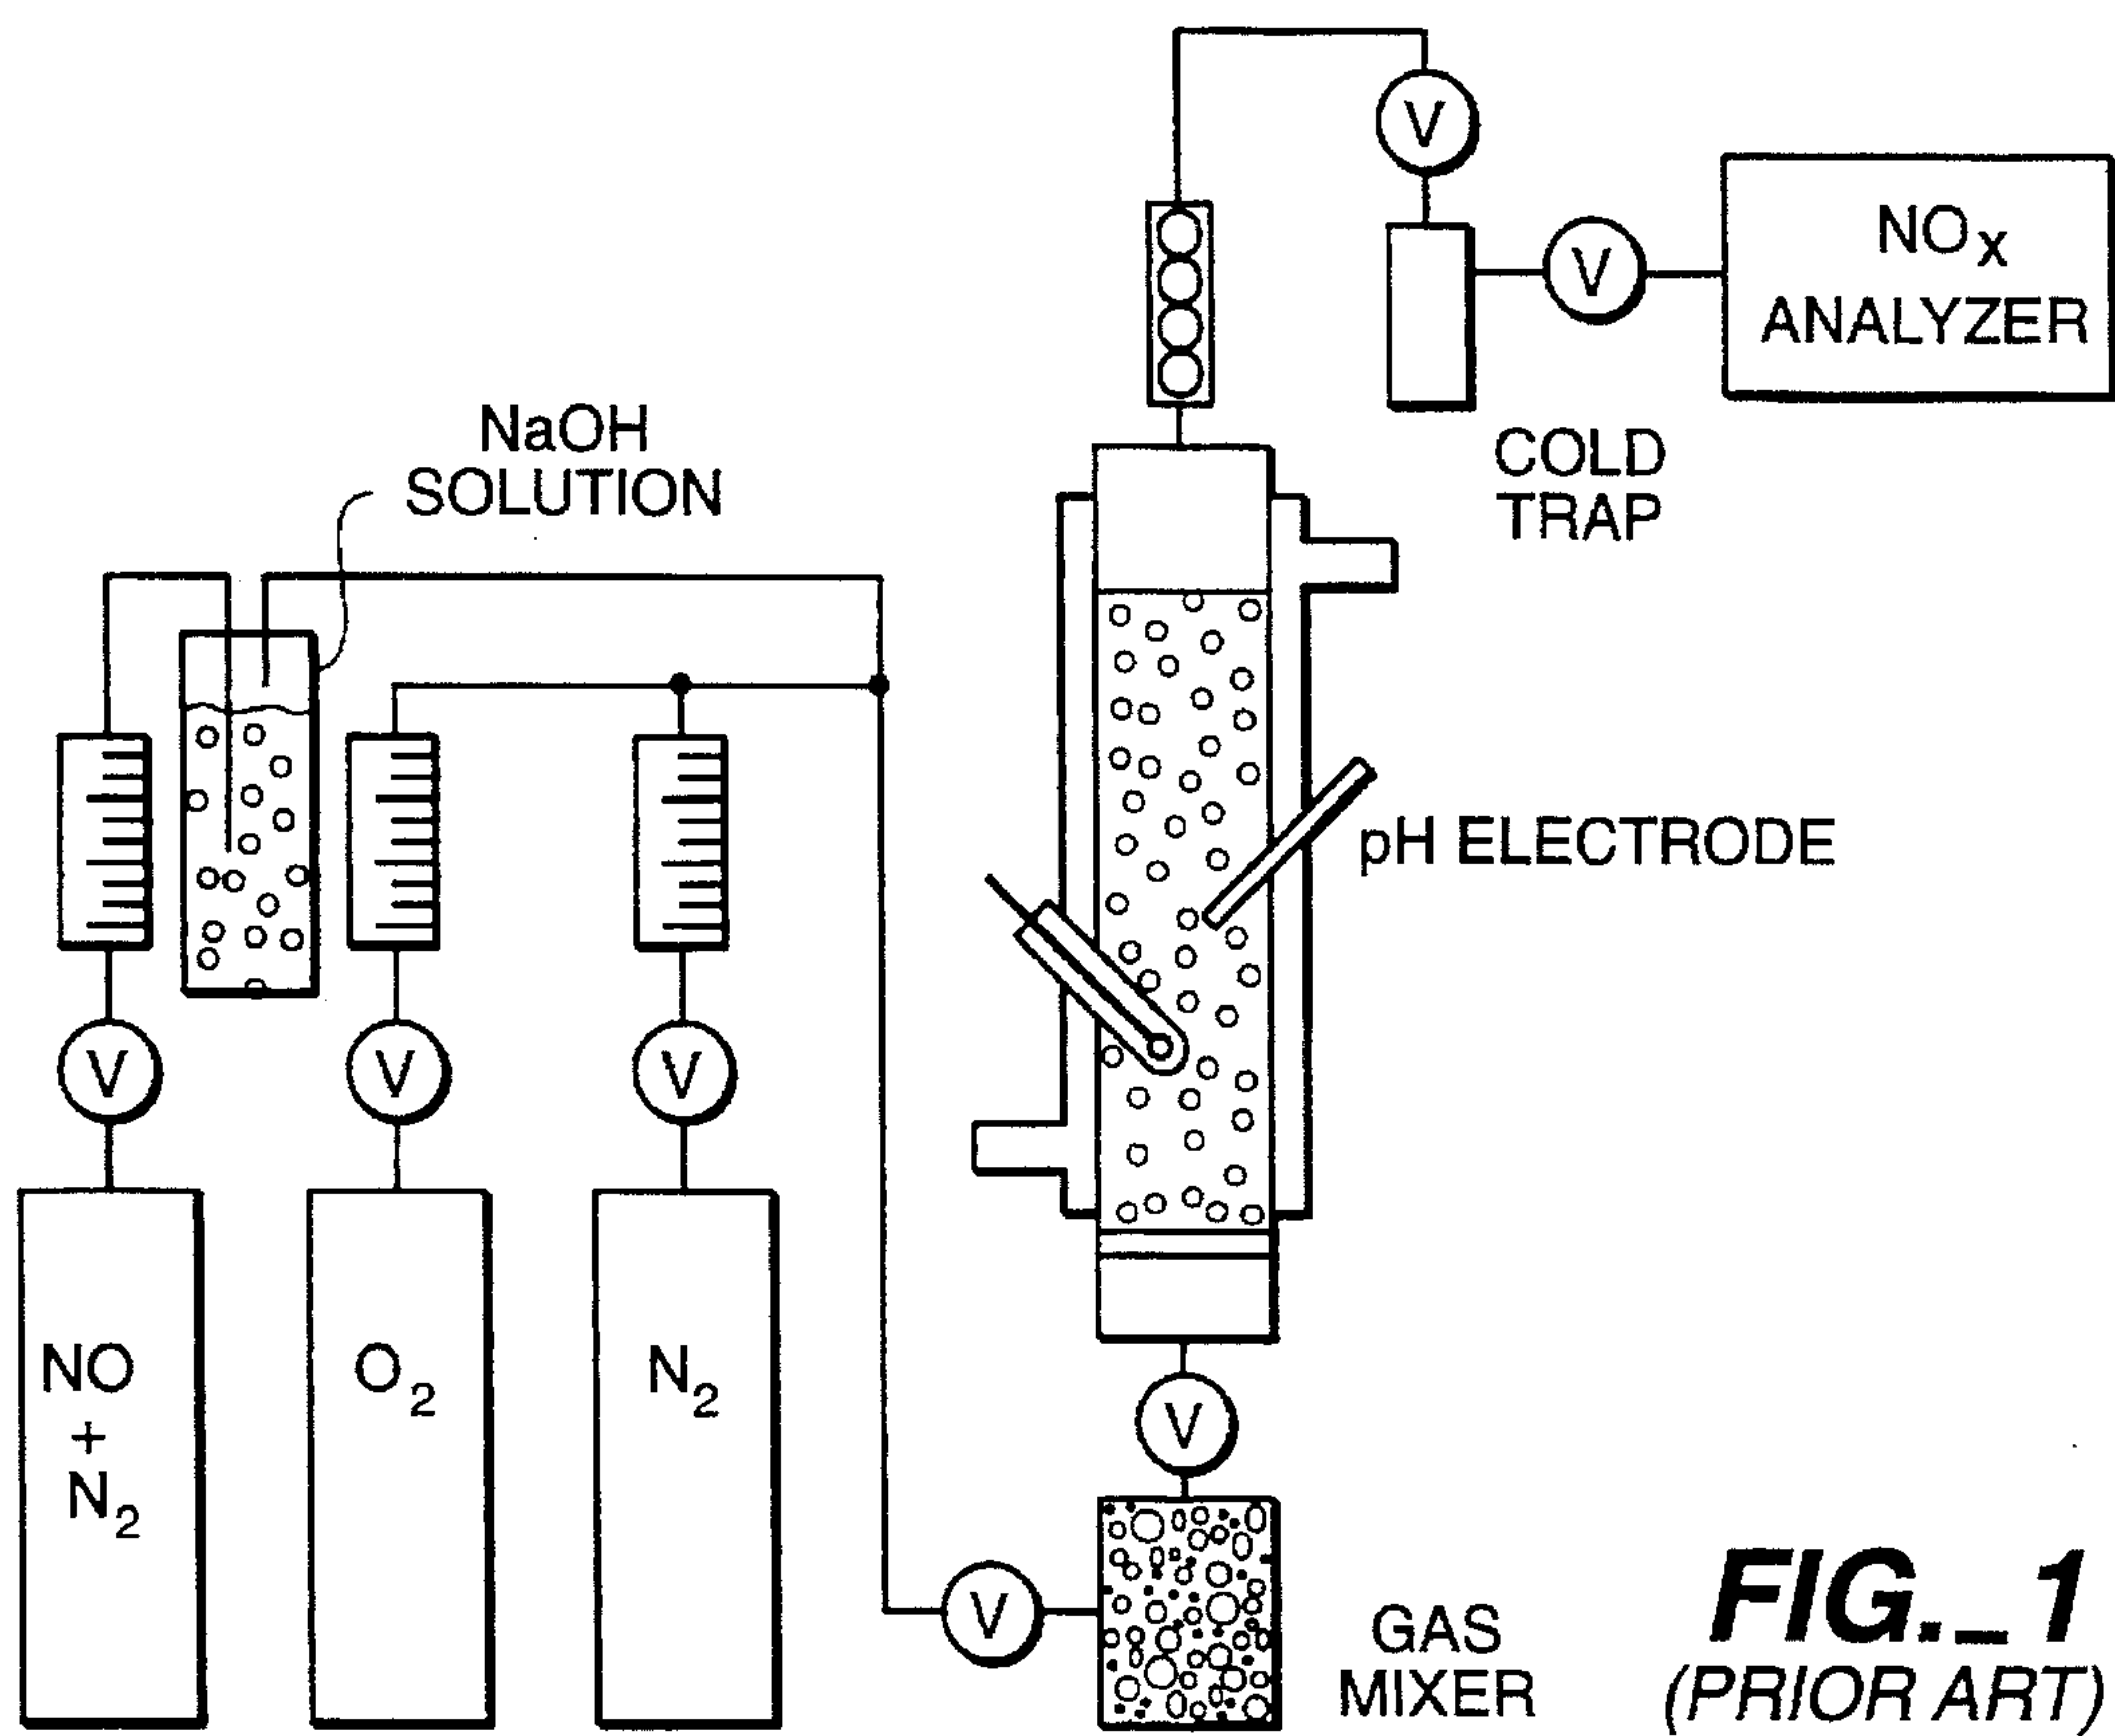 V
V
NOx
ANALYZER
NaOH
SOLUTION
COLD
TRAP
pH ELECTRODE
V
V
V
NO
+
N2
O2
N2
V
V
GAS
MIXER
FIG._1
(PRIOR ART)